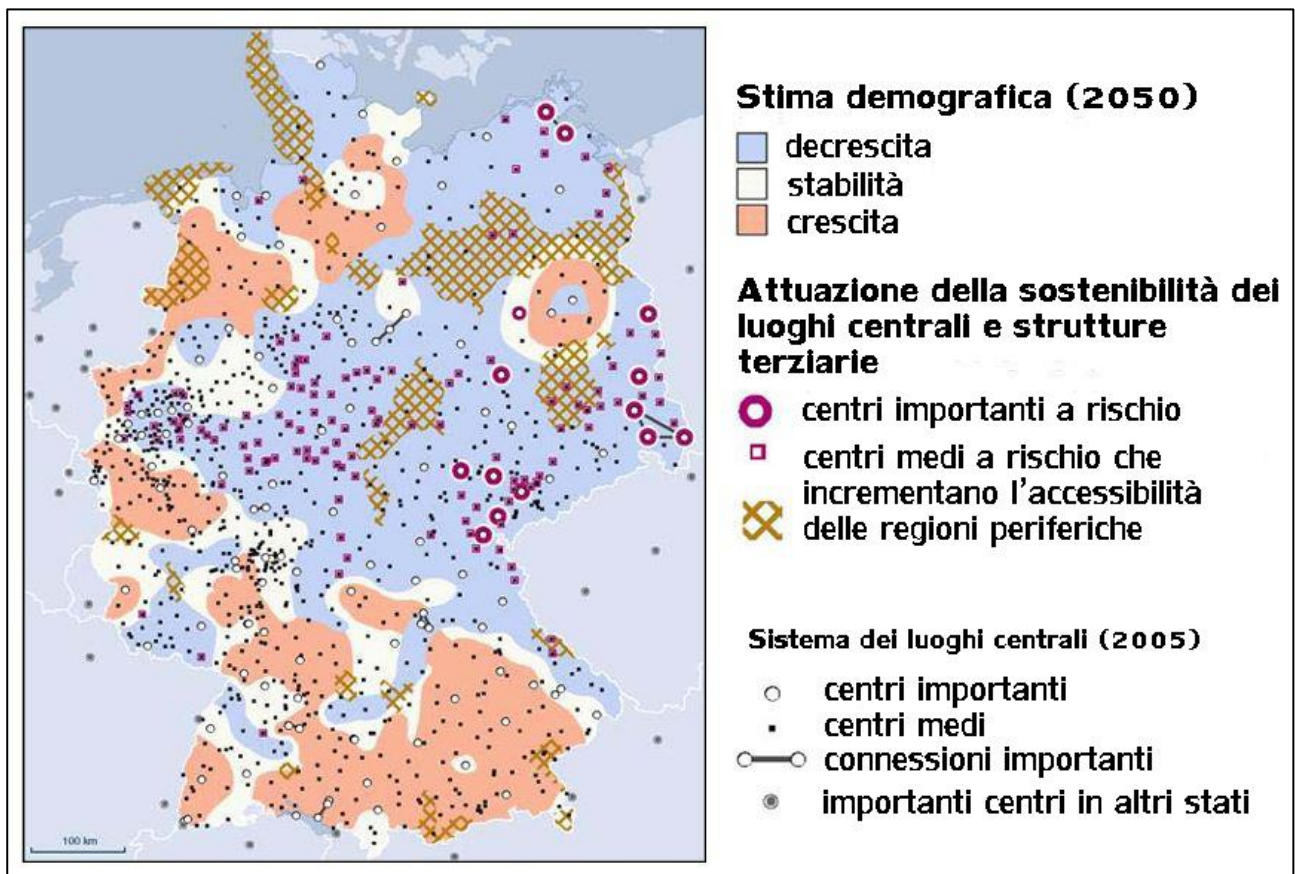 Stima demografica (2050)
decrescita
stabilità
crescita
Attuazione della sostenibilità dei
luoghi centrali e strutture
terziarie
centri importanti a rischio
centri medi a rischio che
incrementano l'accessibilità
delle regioni periferiche
Sistema dei luoghi centrali (2005)
centri importanti
centri medi
connessioni importanti
importanti centri in altri stati
100 km